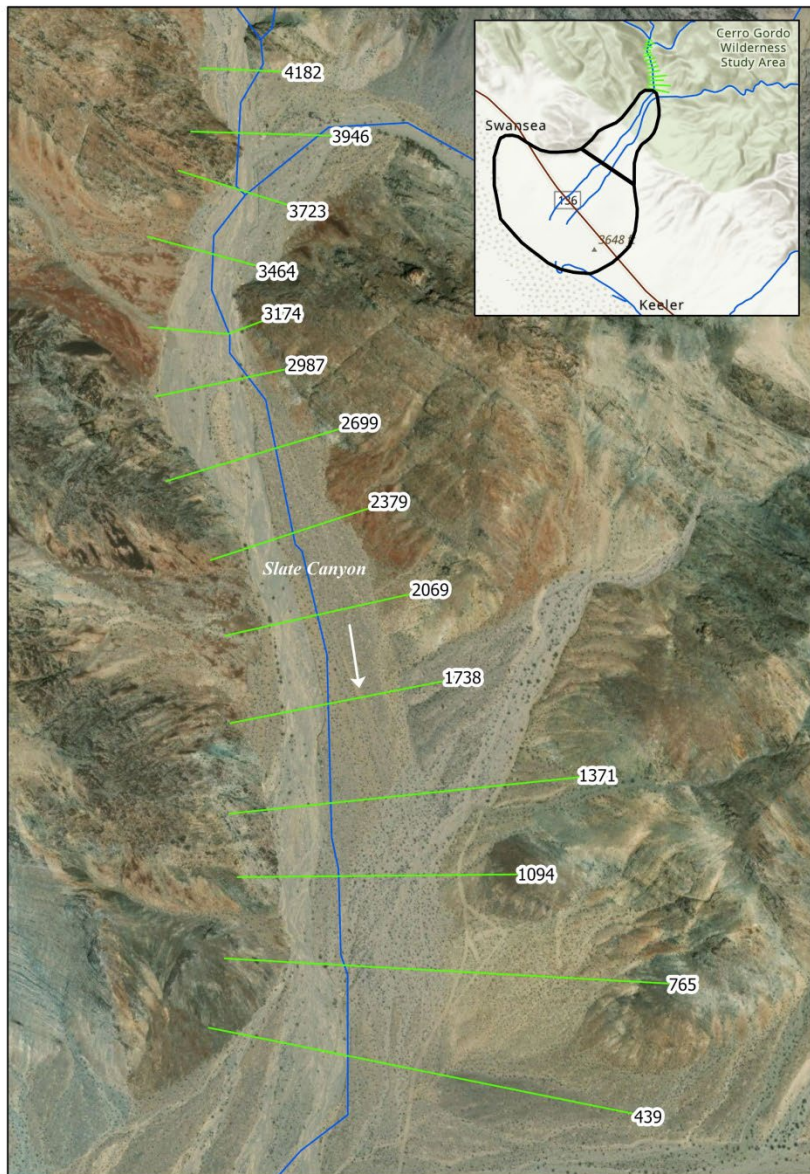 4182
3946
3723
3464
3174
2987
2699
2379
Slate Canyon
2069
1738
1371
1094
765
439
Cerro Gordo
Wilderness
Study Area
Swansea
136
3648 ft
Keeler